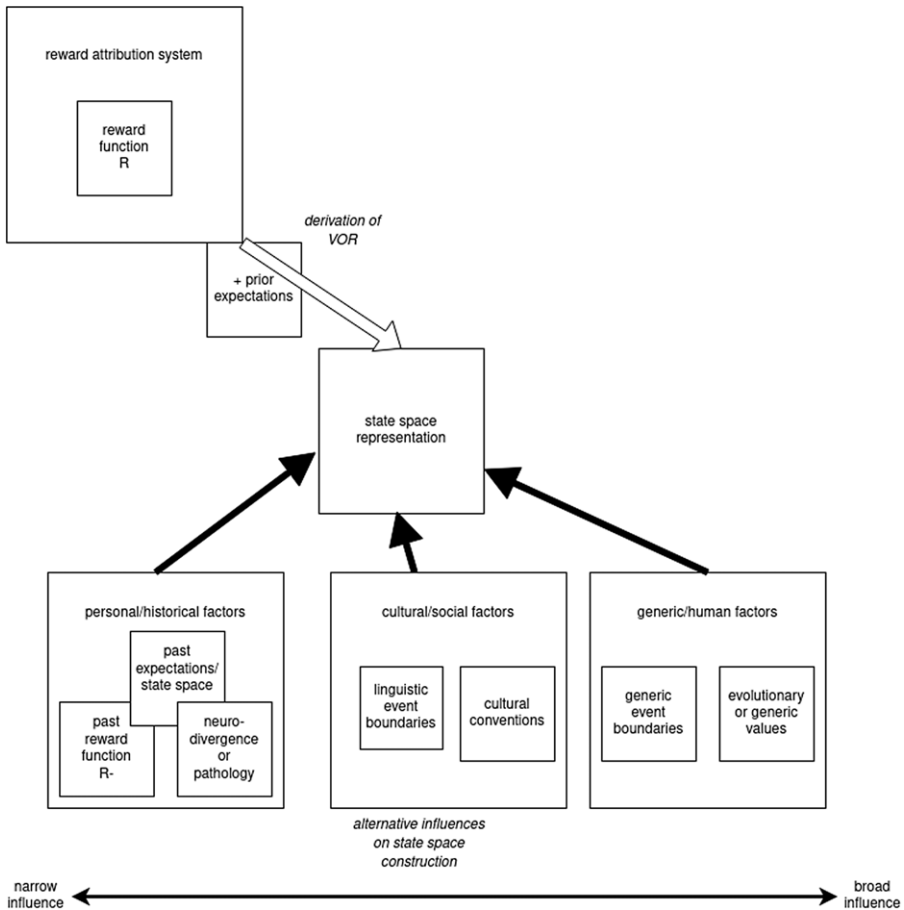 reward attribution system
reward
function
R
derivation of
VOR
+ prior
expectations
state space
representation
personal/historical factors
past
expectations/
state space
past
reward
function
R-
neuro-
divergence
or
pathology
cultural/social factors
linguistic
event
boundaries
cultural
conventions
generic/human factors
generic
event
boundaries
evolutionary
or generic
values
alternative influences
on state space
construction
narrow
influence
broad
influence